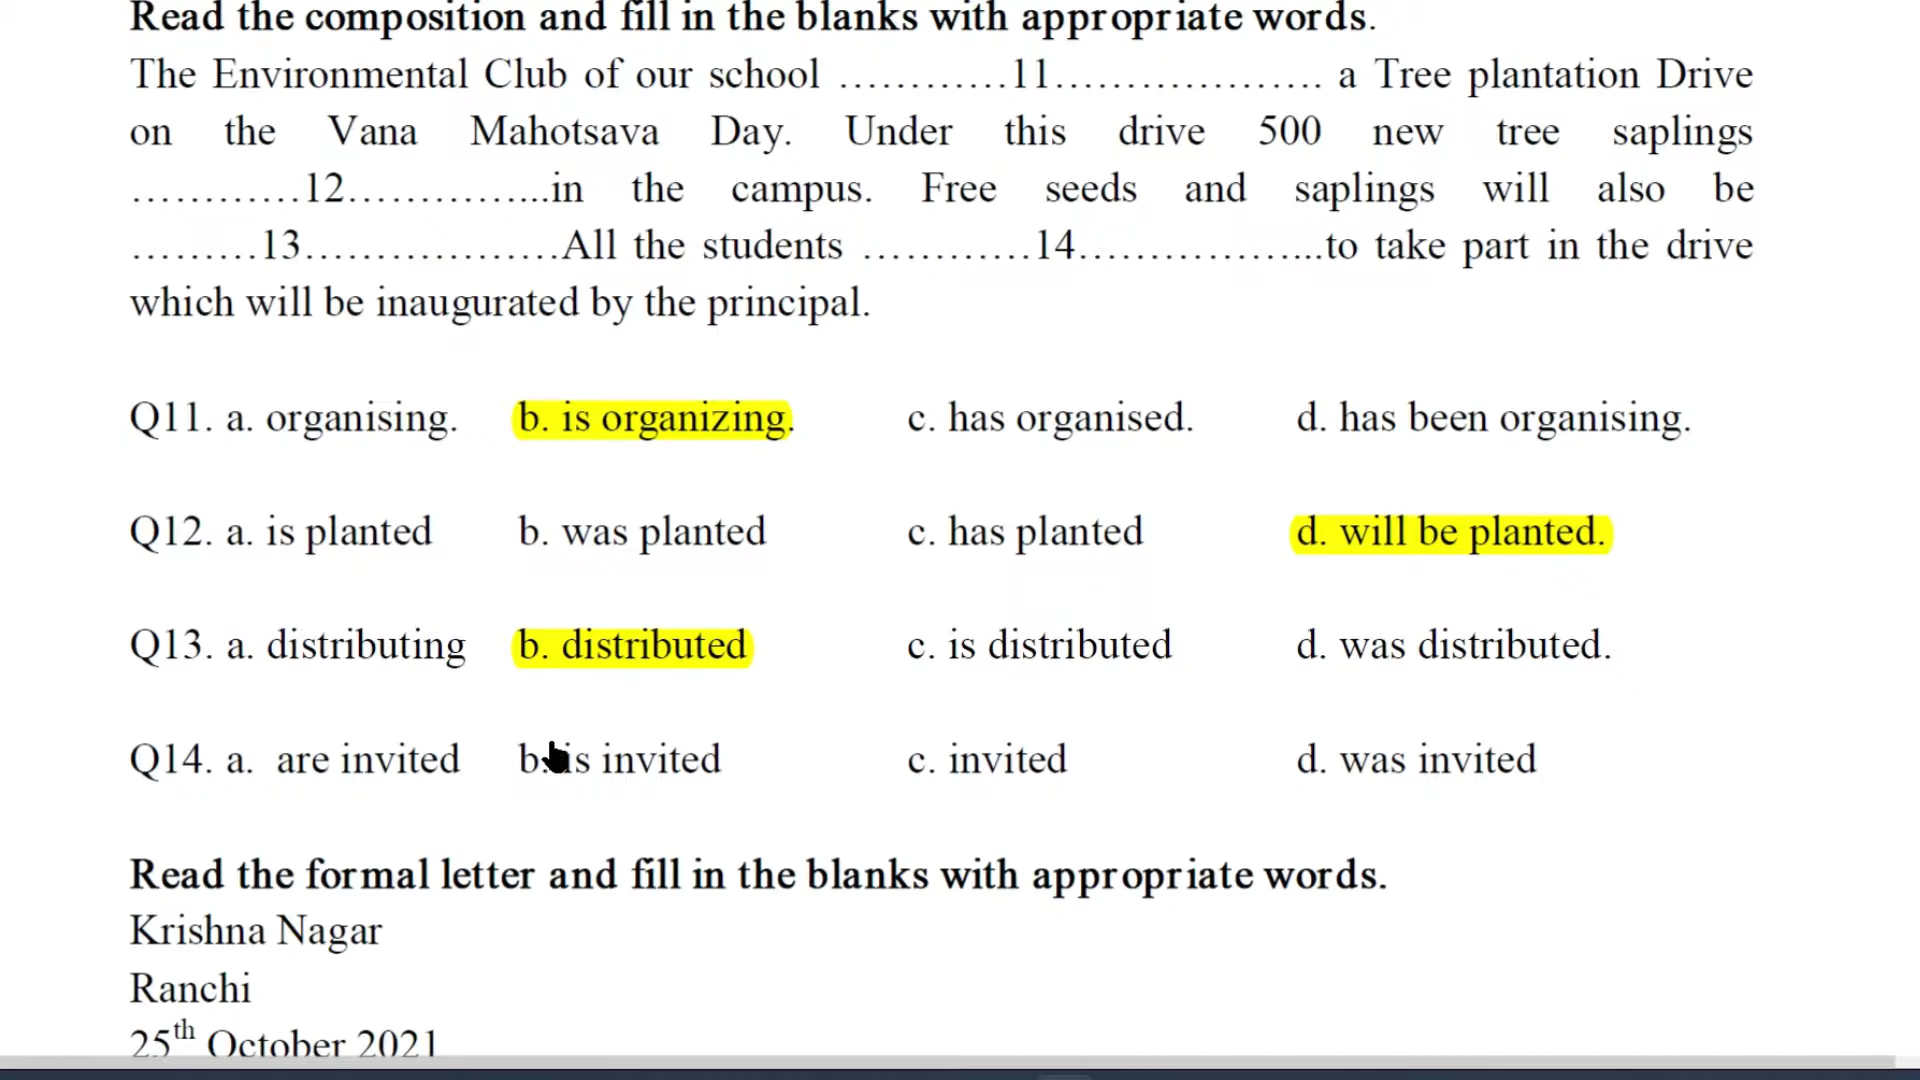 Read the composition and fill in the blanks with appropriate words.
The Environmental Club of our school …………11………………. a Tree plantation Drive
on the Vana Mahotsava Day. Under this drive 500 new tree saplings
…………12…………...in the campus. Free seeds and saplings will also be
………13……………….All the students …………14……………...to take part in the drive
which will be inaugurated by the principal.
Q11. a. organising. b. is organizing. c. has organised. d. has been organising.
Q12. a. is planted b. was planted c. has planted d. will be planted.
Q13. a. distributing b. distributed c. is distributed d. was distributed.
Q14. a. are invited b. is invited c. invited d. was invited
Read the formal letter and fill in the blanks with appropriate words.
Krishna Nagar
Ranchi
25th October 2021